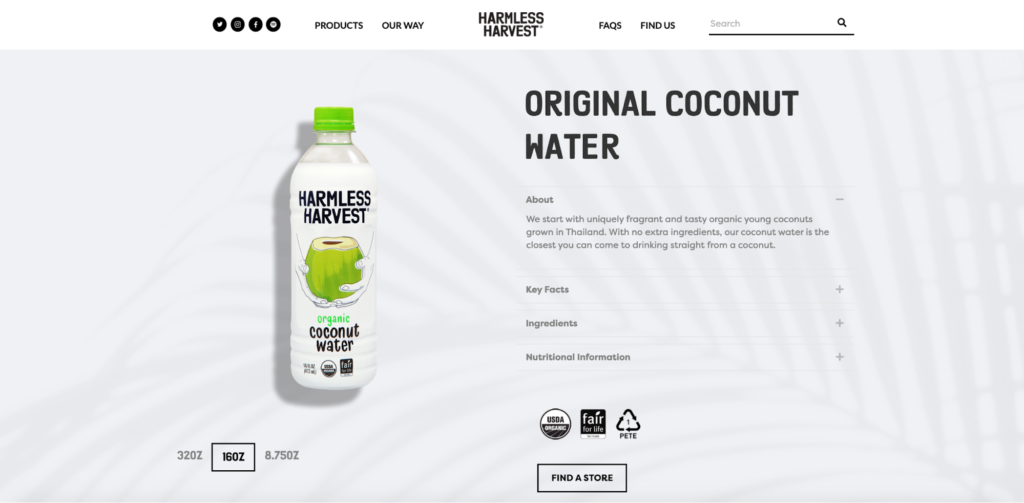 PRODUCTS
OUR WAY
HARMLESS
HARVEST®
FAQS
FIND US
Search
HARMLESS
HARVEST®
organic
coconut
water
USDA
ORGANIC
fair
for life
ORIGINAL COCONUT
WATER
About
We start with uniquely fragrant and tasty organic young coconuts
grown in Thailand. With no extra ingredients, our coconut water is the
closest you can come to drinking straight from a coconut.
Key Facts
Ingredients
Nutritional Information
USDA
ORGANIC
fair
for life
1
PETE
32OZ
16OZ
8.75OZ
FIND A STORE